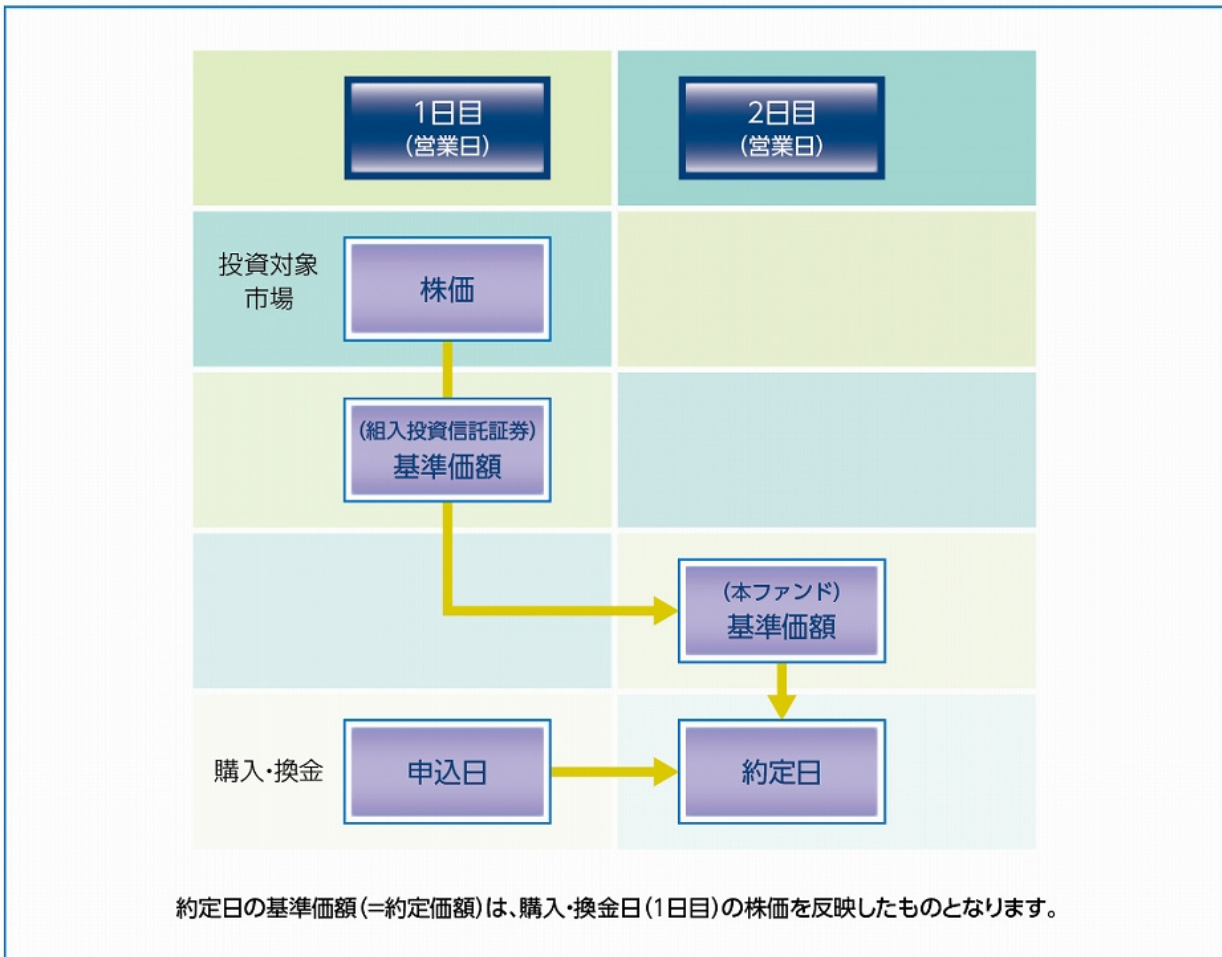 1日目
(営業日)
2日目
(営業日)
投資対象
市場
株価
(組入投資信託証券)
基準価額
(本ファンド)
基準価額
購入・換金
申込日
約定日
約定日の基準価額(=約定価額)は、購入・換金日(1日目)の株価を反映したものとなります。